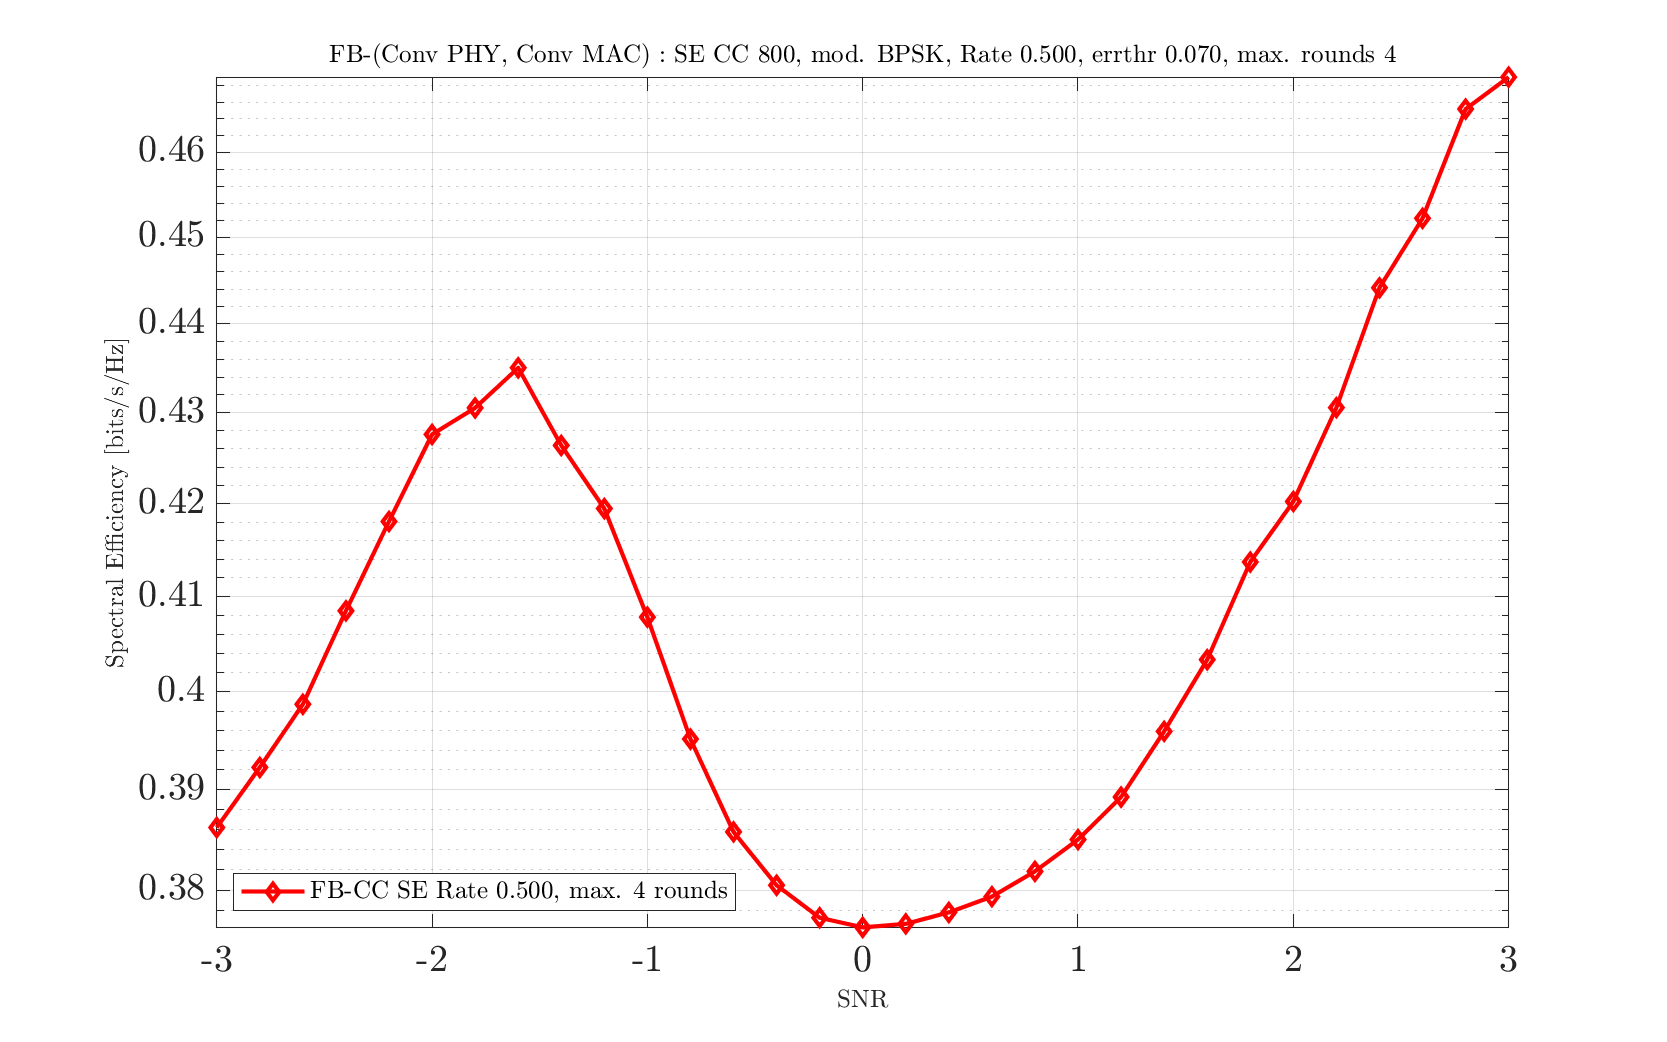 FB-(Conv PHY, Conv MAC) : SE CC 800, mod. BPSK, Rate 0.500, errthr 0.070, max. rounds 4
0.46
0.45
0.44
0.43
0.42
0.41
0.4
0.39
0.38
Spectral Efficiency [bits/s/Hz]
FB-CC SE Rate 0.500, max. 4 rounds
-3 -2 -1 0 1 2 3
SNR